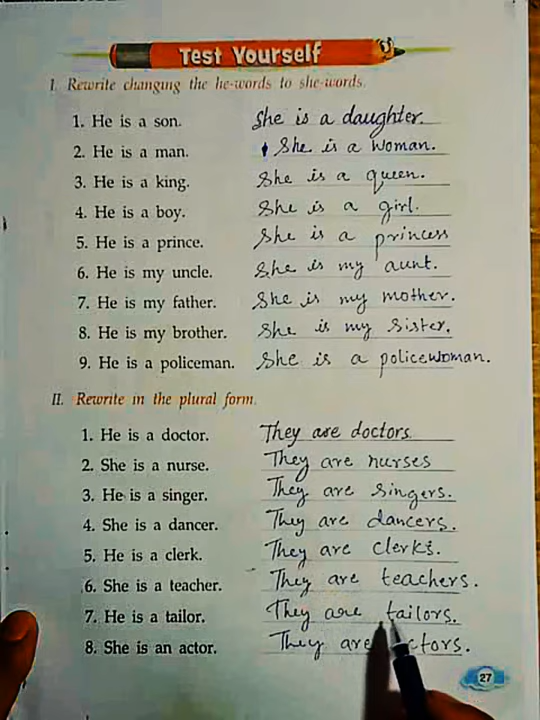 Test Yourself
I. Rewrite changing the he-words to she-words.
1. He is a son. She is a daughter.
2. He is a man. She is a woman.
3. He is a king. She is a queen.
4. He is a boy. She is a girl.
5. He is a prince. She is a princess
6. He is my uncle. She is my aunt.
7. He is my father. She is my mother.
8. He is my brother. She is my sister.
9. He is a policeman. She is a policewoman.
II. Rewrite in the plural form.
1. He is a doctor. They are doctors.
2. She is a nurse. They are nurses
3. He is a singer. They are singers.
4. She is a dancer. They are dancers.
5. He is a clerk. They are clerks.
6. She is a teacher. They are teachers.
7. He is a tailor. They are tailors.
8. She is an actor. They are actors.
27